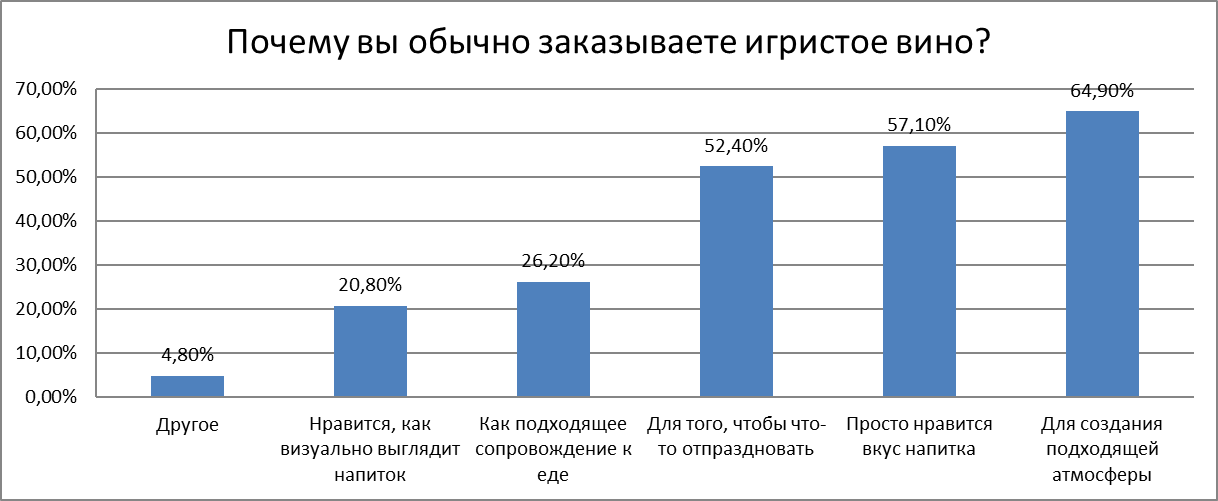 Почему вы обычно заказываете игристое вино?
70,00%
60,00%
50,00%
40,00%
30,00%
20,00%
10,00%
0,00%
4,80%
20,80%
26,20%
52,40%
57,10%
64,90%
Другое
Нравится, как
визуально выглядит
напиток
Как подходящее
сопровождение к
еде
Для того, чтобы что-
то отпраздновать
Просто нравится
вкус напитка
Для создания
подходящей
атмосферы